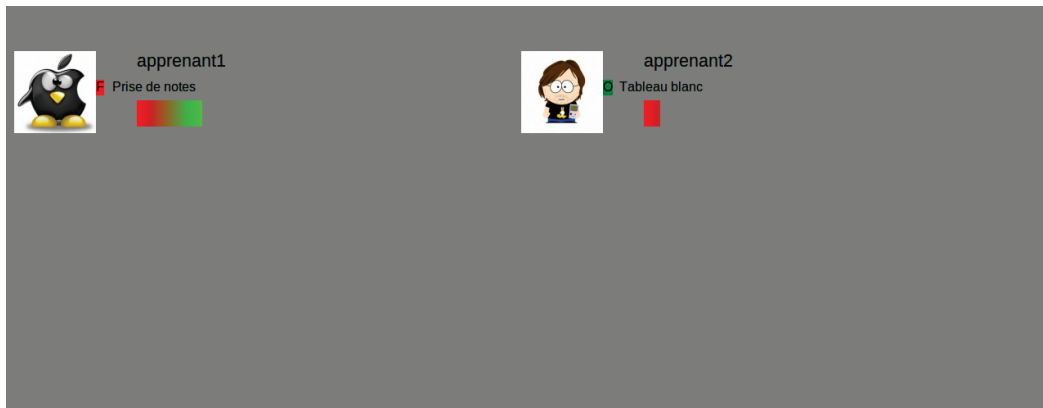 apprenant1
F Prise de notes
apprenant2
O Tableau blanc